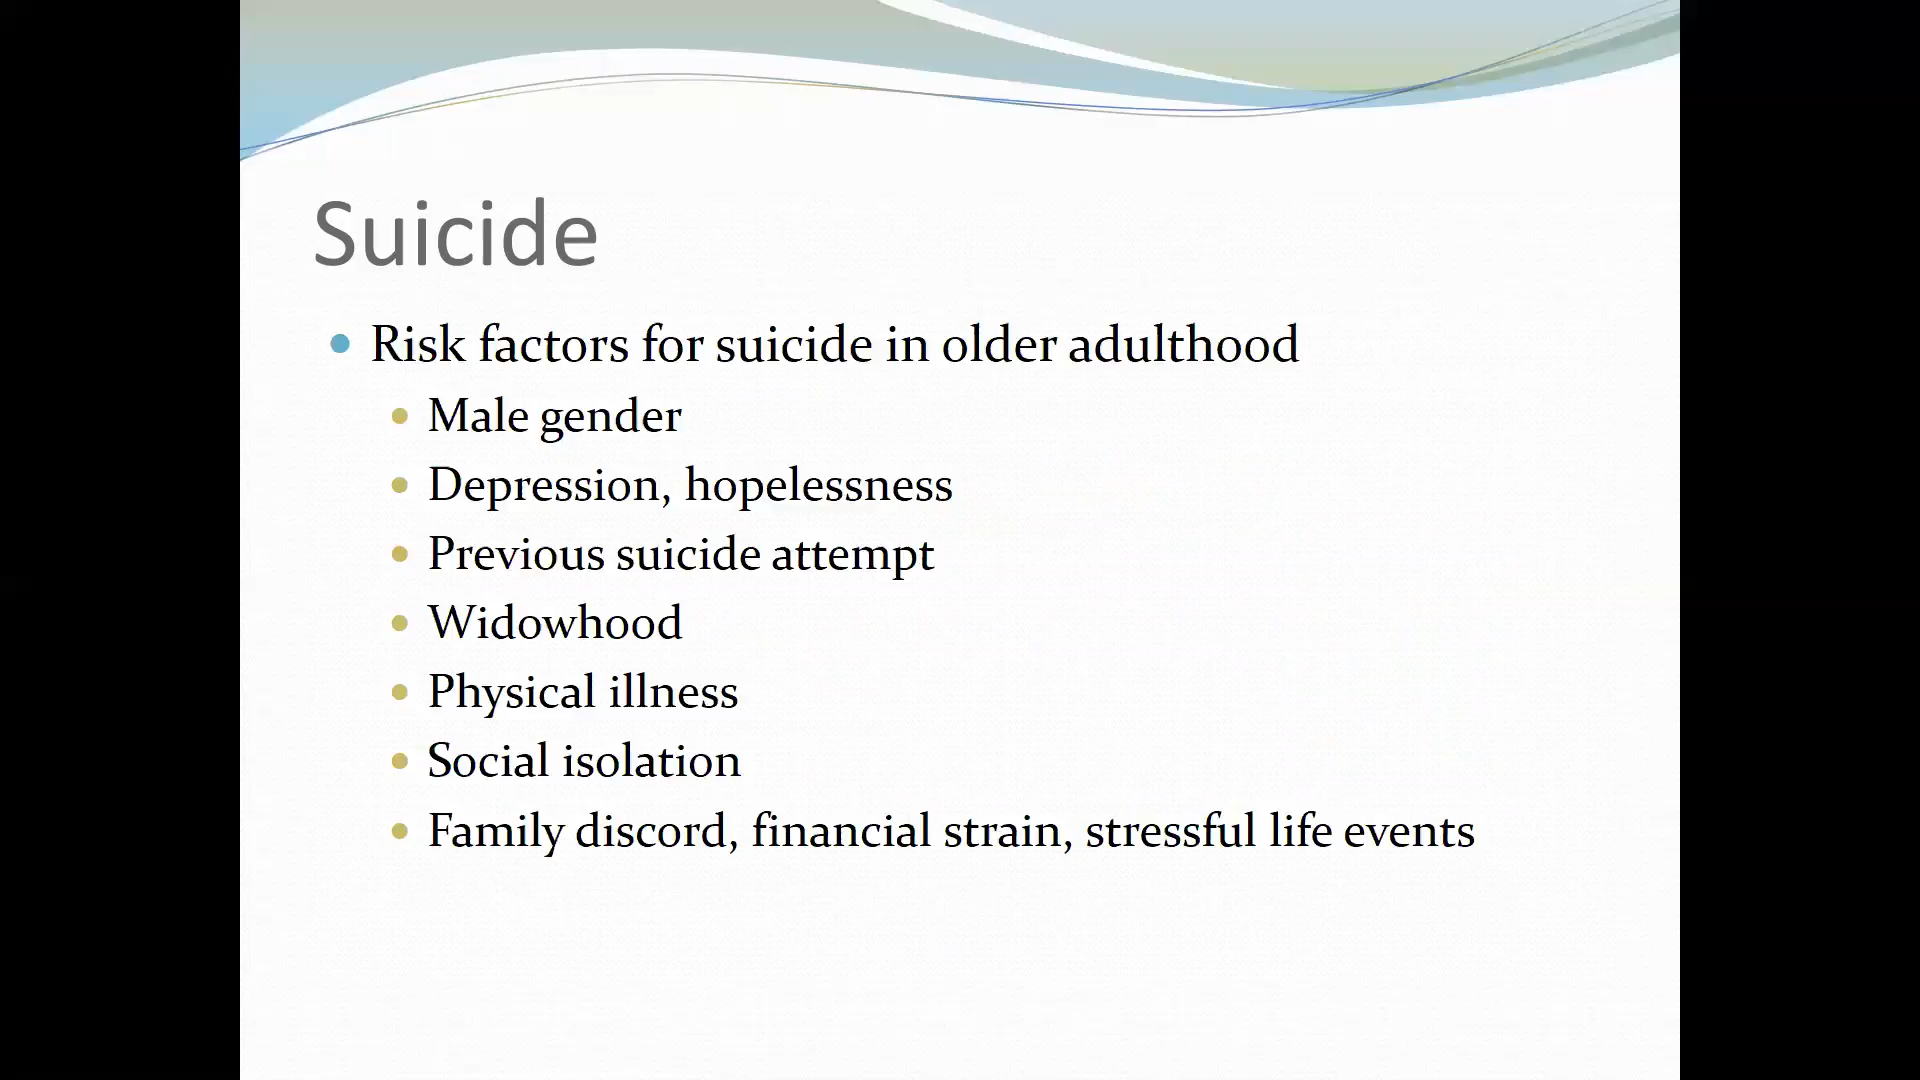 Suicide
Risk factors for suicide in older adulthood
Male gender
Depression, hopelessness
Previous suicide attempt
Widowhood
Physical illness
Social isolation
Family discord, financial strain, stressful life events